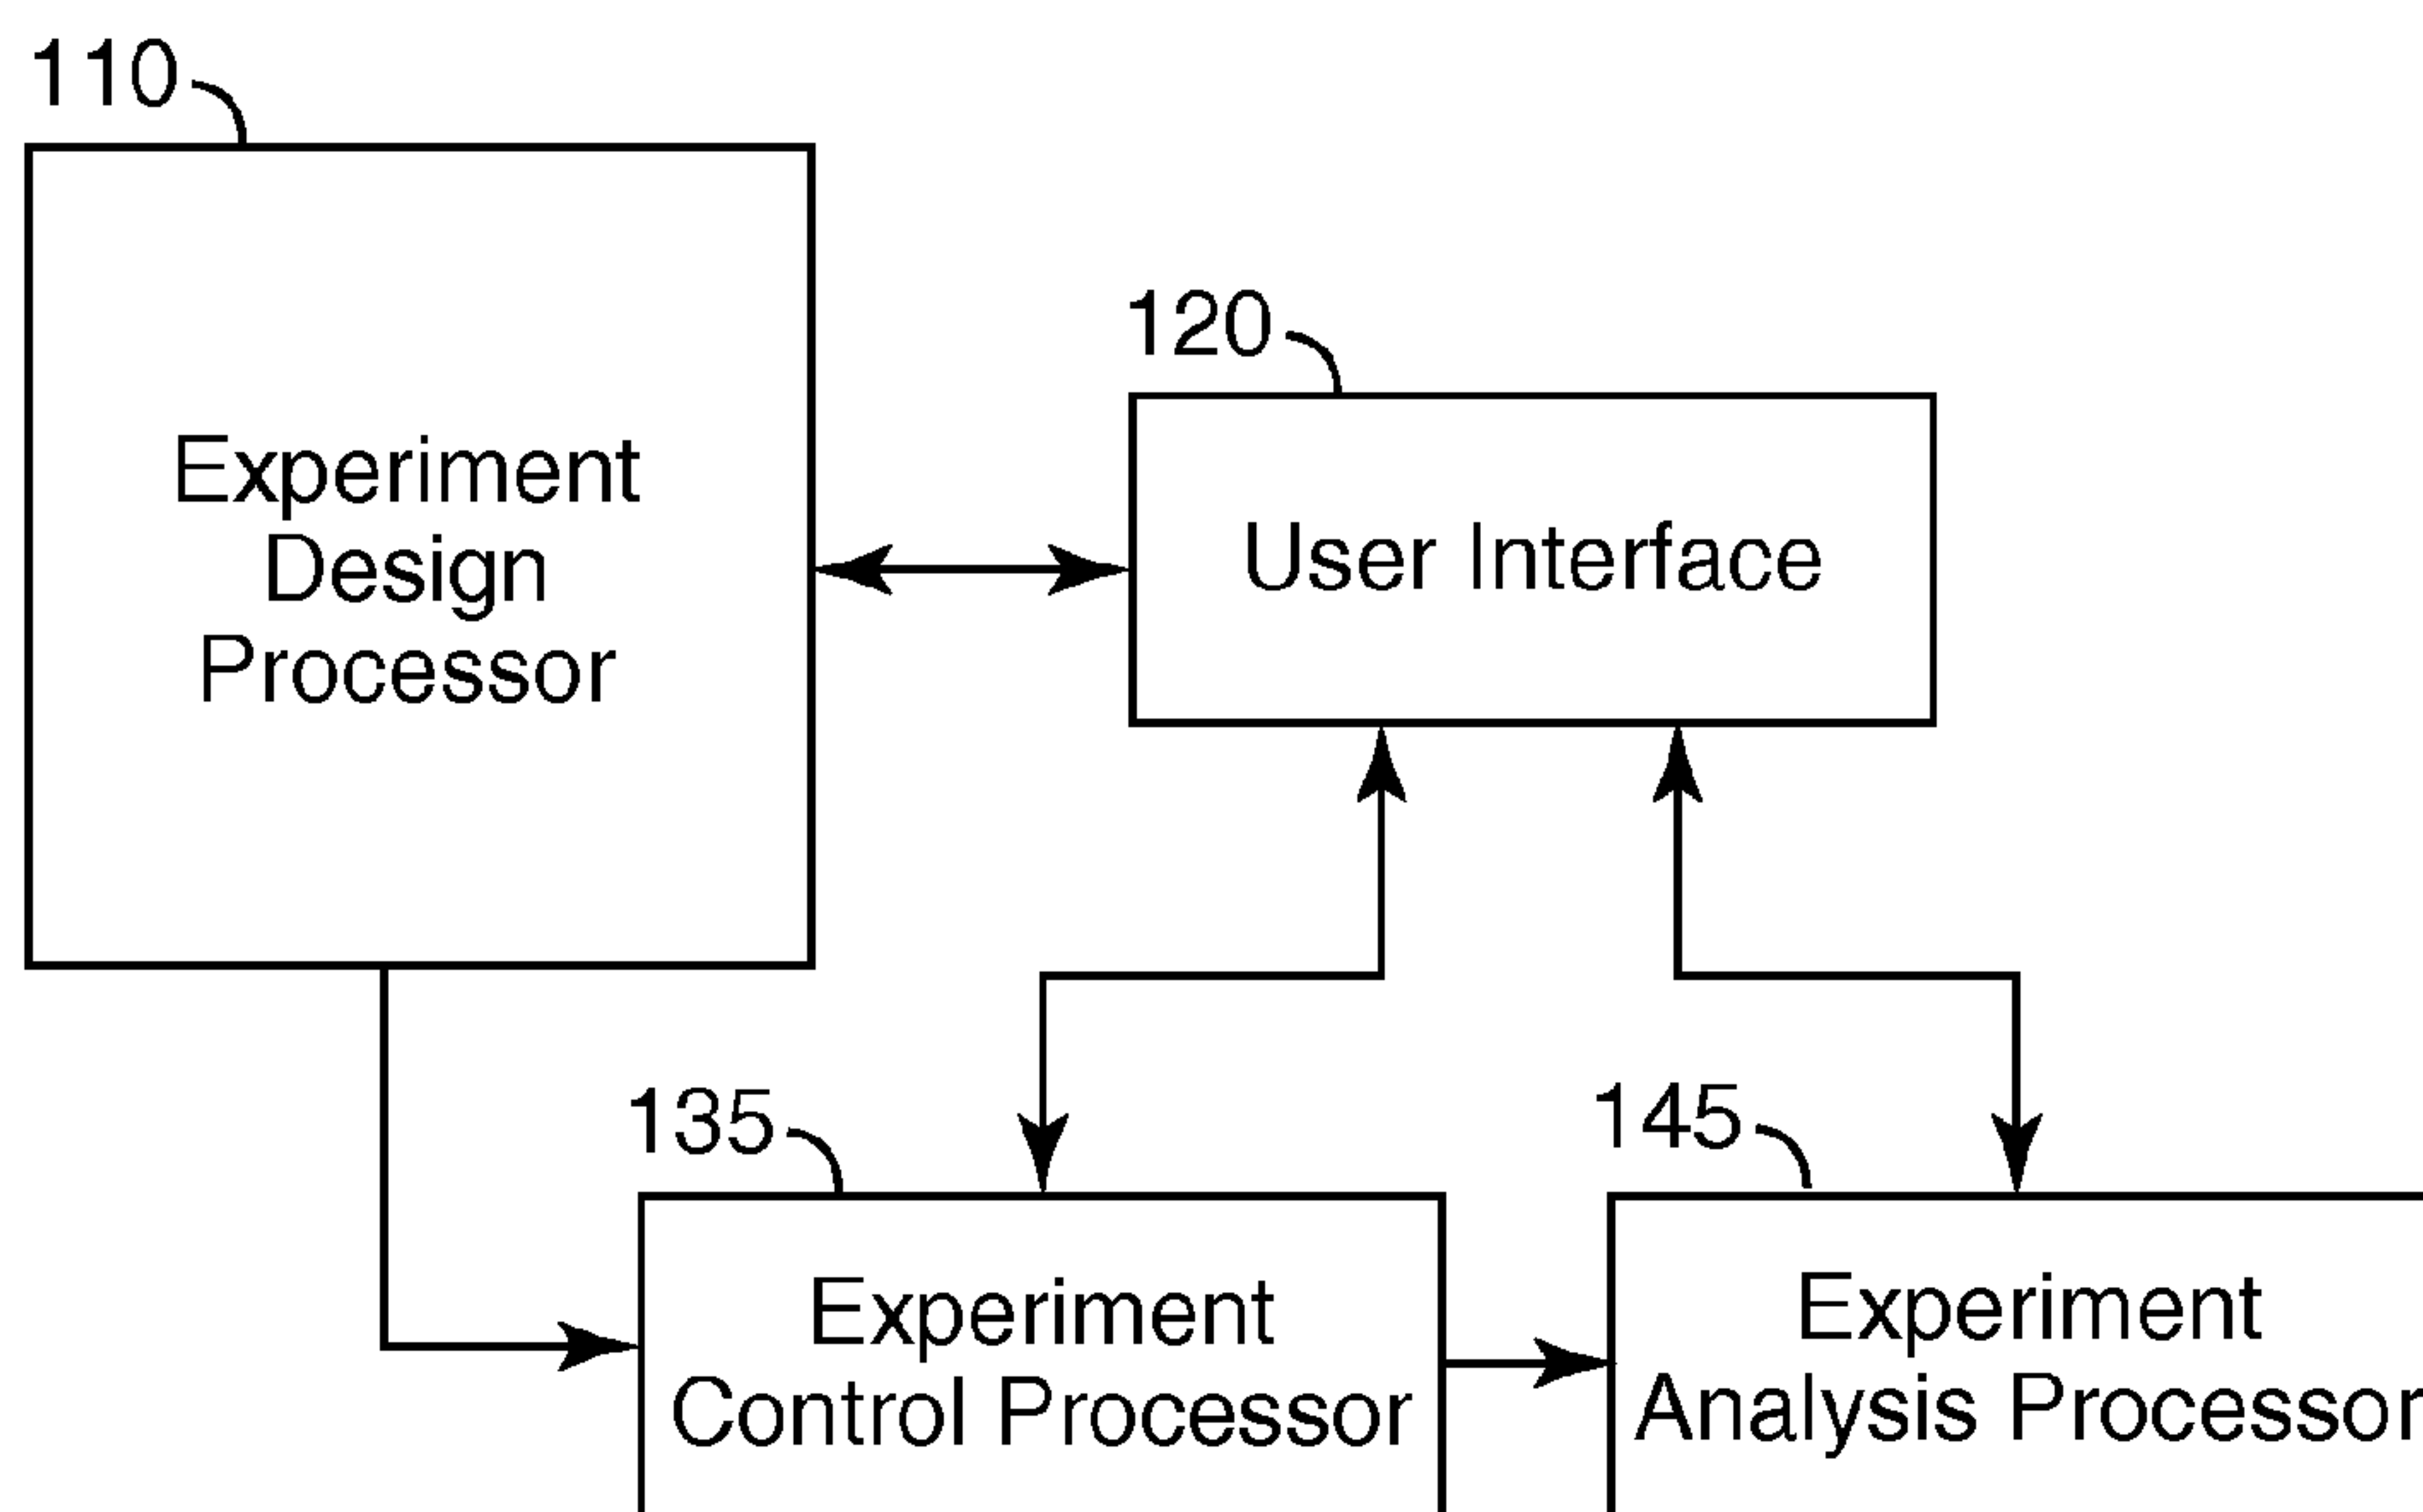 110
Experiment
Design
Processor
120
User Interface
135
Experiment
Control Processor
145
Experiment
Analysis Processor